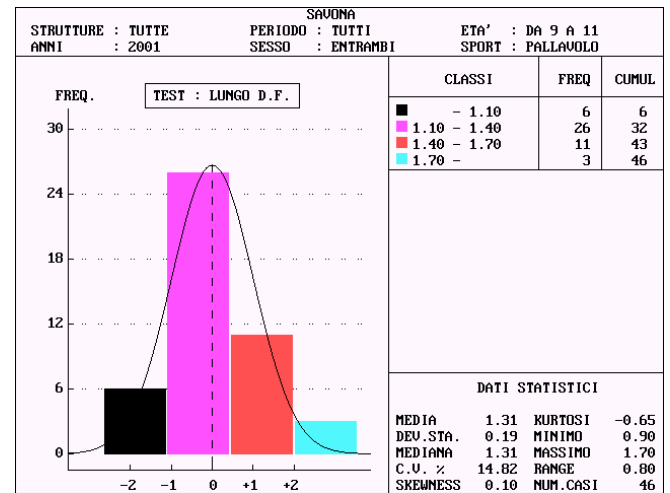 SAVONA
STRUTTURE : TUTTE PERIODO : TUTTI ETA' : DA 9 A 11
ANNI : 2001 SESSO : ENTRAMBI SPORT : PALLAVOLO
CLASSI FREQ CUMUL
- 1.10 6 6
1.10 - 1.40 26 32
1.40 - 1.70 11 43
1.70 - 3 46
FREQ. TEST : LUNGO D.F.
30
24
18
12
6
0
-2 -1 0 +1 +2
DATI STATISTICI
MEDIA 1.31 KURTOSI -0.65
DEV.STA. 0.19 MINIMO 0.90
MEDIANA 1.31 MASSIMO 1.70
C.V. % 14.82 RANGE 0.80
SKEWNESS 0.10 NUM.CASI 46